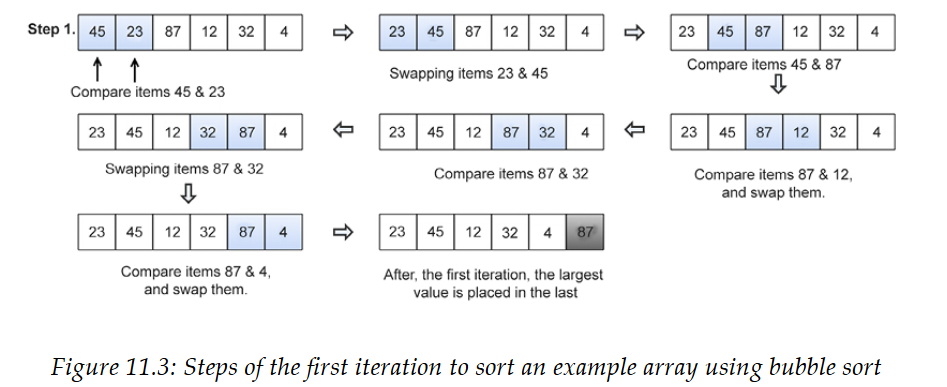 Step 1. 45 23 87 12 32 4
23 45 87 12 32 4
23 45 87 12 32 4
Compare items 45 & 23
Swapping items 23 & 45
Compare items 45 & 87
23 45 87 12 32 4
Compare items 87 & 12,
and swap them.
23 45 12 87 32 4
Compare items 87 & 32
23 45 12 32 87 4
Swapping items 87 & 32
23 45 12 32 87 4
Compare items 87 & 4,
and swap them.
23 45 12 32 4 87
After, the first iteration, the largest
value is placed in the last
Figure 11.3: Steps of the first iteration to sort an example array using bubble sort